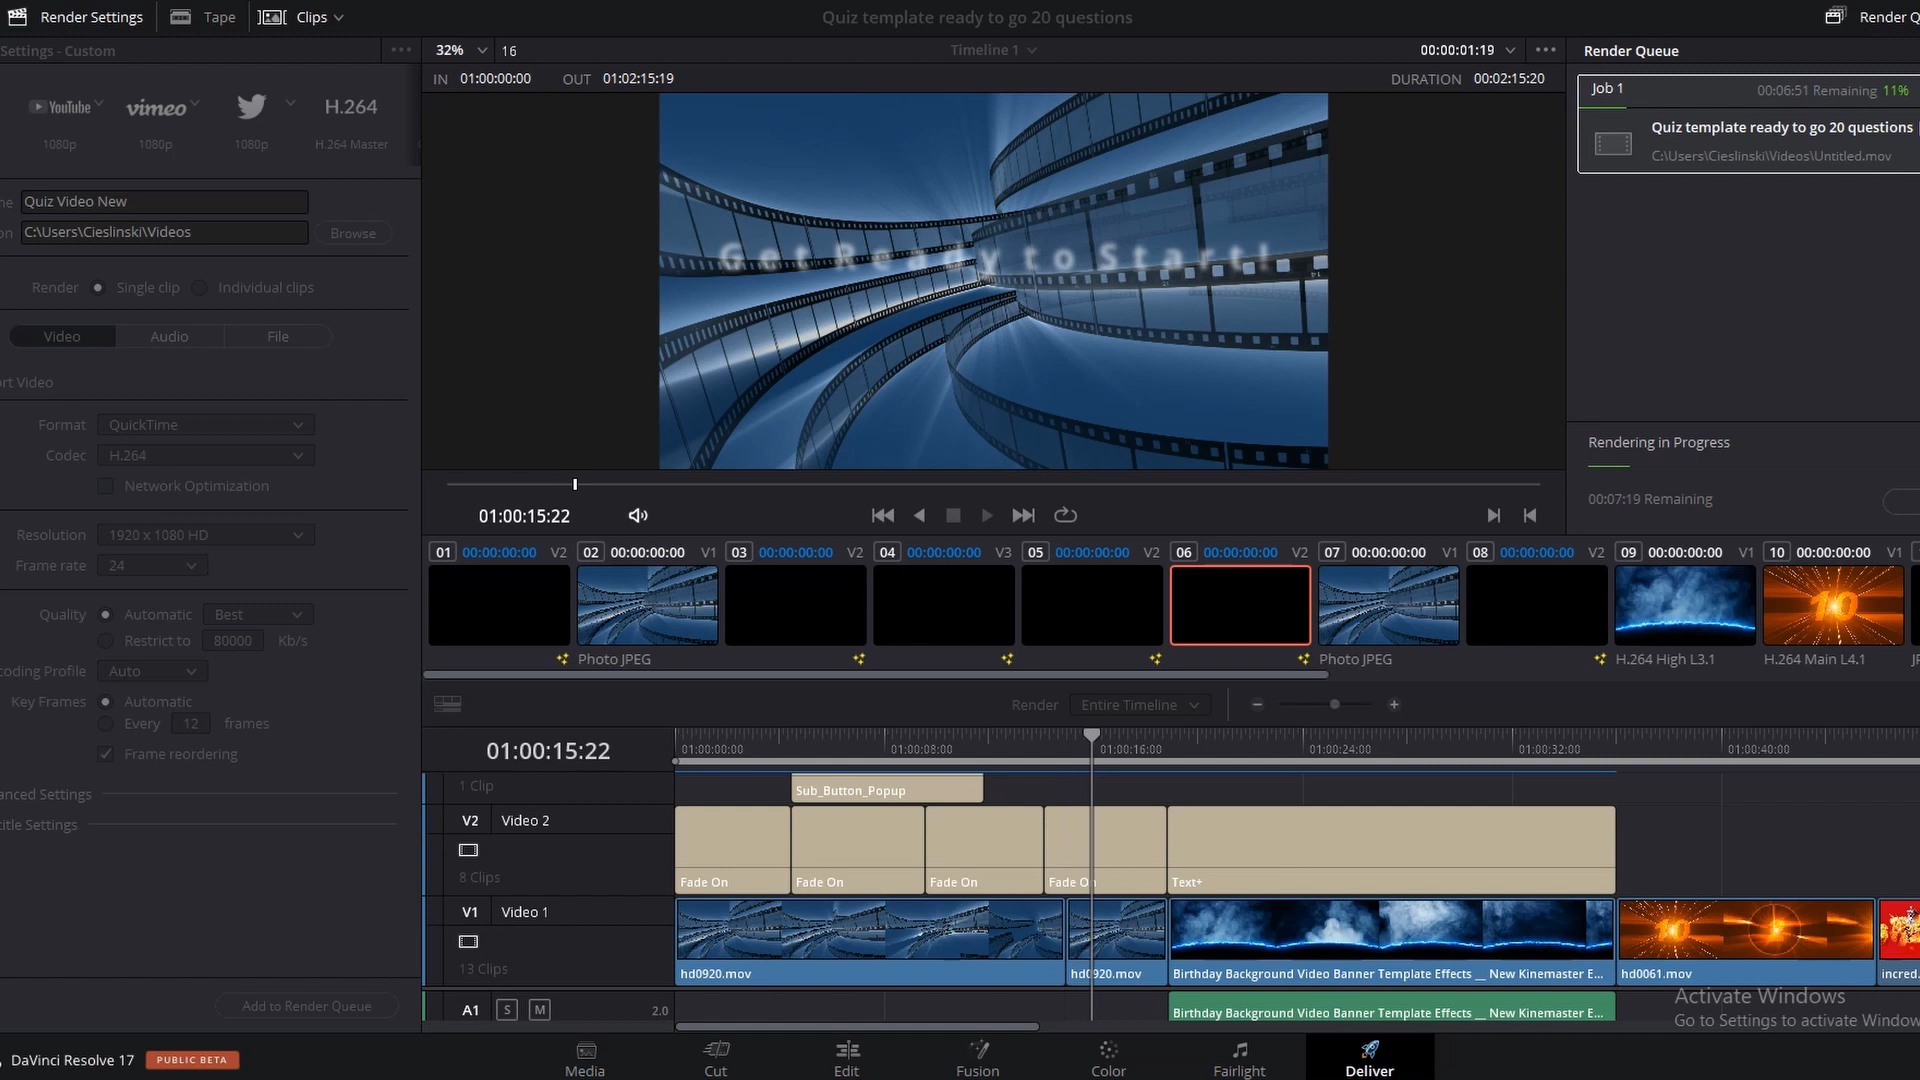 Render Settings
Tape
Clips
Quiz template ready to go 20 questions
Settings - Custom
32%
16
Timeline 1
00:00:01:19
Render Queue
IN 01:00:00:00 OUT 01:02:15:19
DURATION 00:02:15:20
Job 1
00:06:51 Remaining 11%
Quiz template ready to go 20 questions
C:\Users\Cieslinski\Videos\Untitled.mov
YouTube
vimeo
H.264
1080p
1080p
1080p
H.264 Master
Quiz Video New
C:\Users\Cieslinski\Videos
Browse
Get Ready to Start!
Render Single clip Individual clips
Video
Audio
File
Format QuickTime
Codec H.264
Network Optimization
Resolution 1920 x 1080 HD
Frame rate 24
Quality Automatic Best
Restrict to 80000 Kb/s
Auto
Key Frames Automatic
Every 12 frames
Frame reordering
Add to Render Queue
Rendering in Progress
00:07:19 Remaining
01:00:15:22
01 00:00:00:00 V2
02 00:00:00:00 V1
03 00:00:00:00 V2
04 00:00:00:00 V3
05 00:00:00:00 V2
06 00:00:00:00 V2
07 00:00:00:00 V1
08 00:00:00:00 V2
09 00:00:00:00 V1
10 00:00:00:00 V1
10
Photo JPEG
Photo JPEG
H.264 High L3.1
H.264 Main L4.1
Render Entire Timeline
01:00:15:22
01:00:00:00
01:00:08:00
01:00:16:00
01:00:24:00
01:00:32:00
01:00:40:00
1 Clip
Sub_Button_Popup
V2 Video 2
8 Clips
Fade On
Fade On
Fade On
Fade On
Text+
V1 Video 1
13 Clips
hd0920.mov
hd0920.mov
Birthday Background Video Banner Template Effects __ New Kinemaster E...
hd0061.mov
incred.
A1 S M 2.0
Birthday Background Video Banner Template Effects __ New Kinemaster E...
Activate Windows
Go to Settings to activate Window
DaVinci Resolve 17
PUBLIC BETA
Media
Cut
Edit
Fusion
Color
Fairlight
Deliver